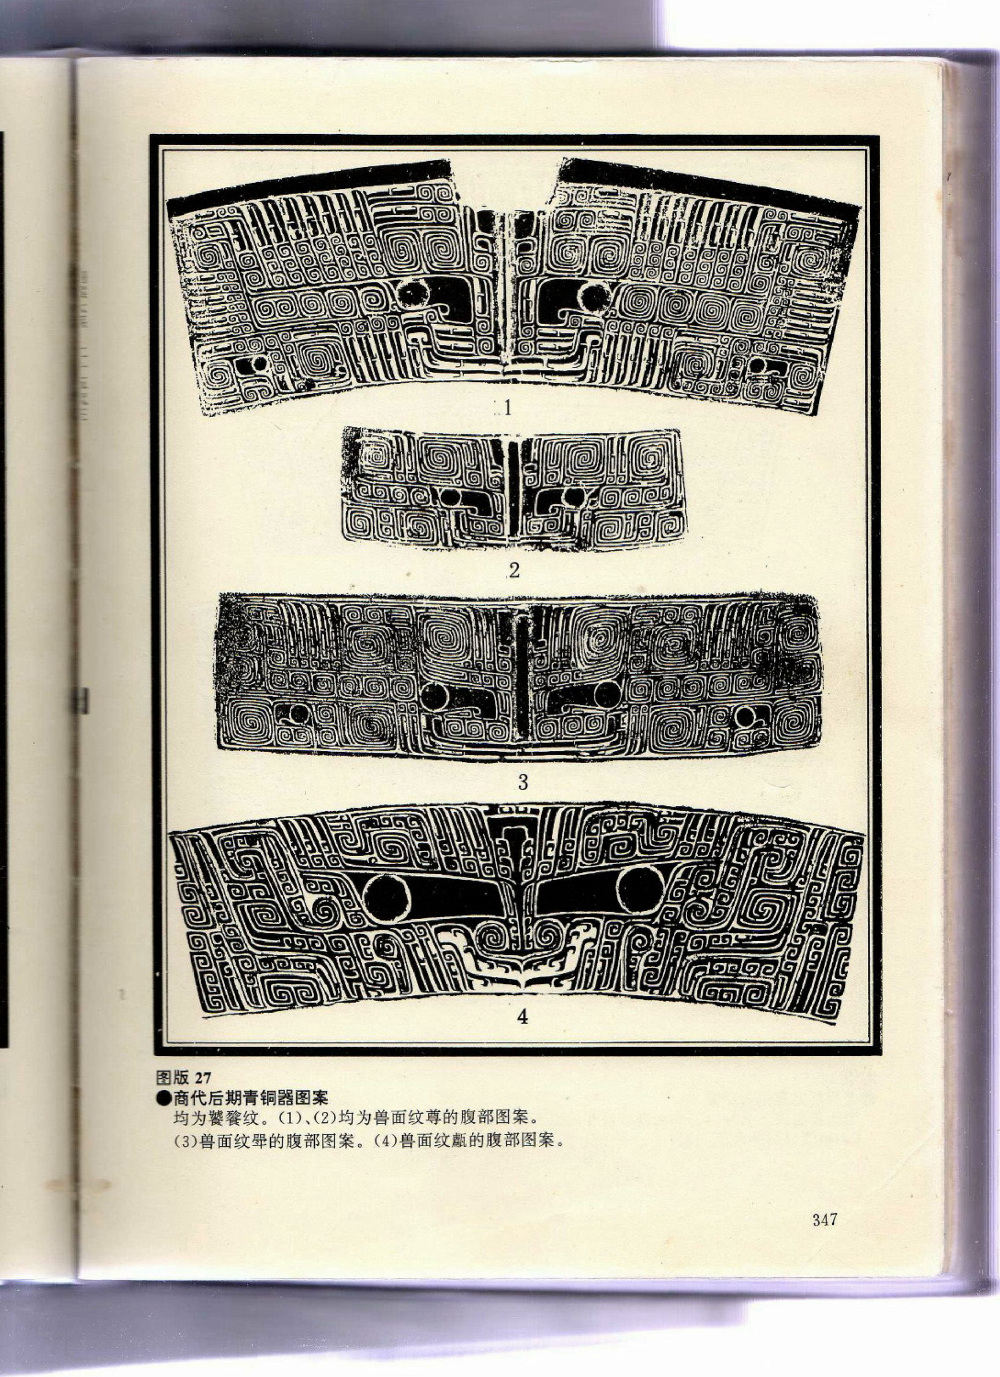 1
2
3
4
图版 27
●商代后期青铜器图案
均为饕餮纹。(1)、(2)均为兽面纹尊的腹部图案。
(3)兽面纹斝的腹部图案。(4)兽面纹甗的腹部图案。
347